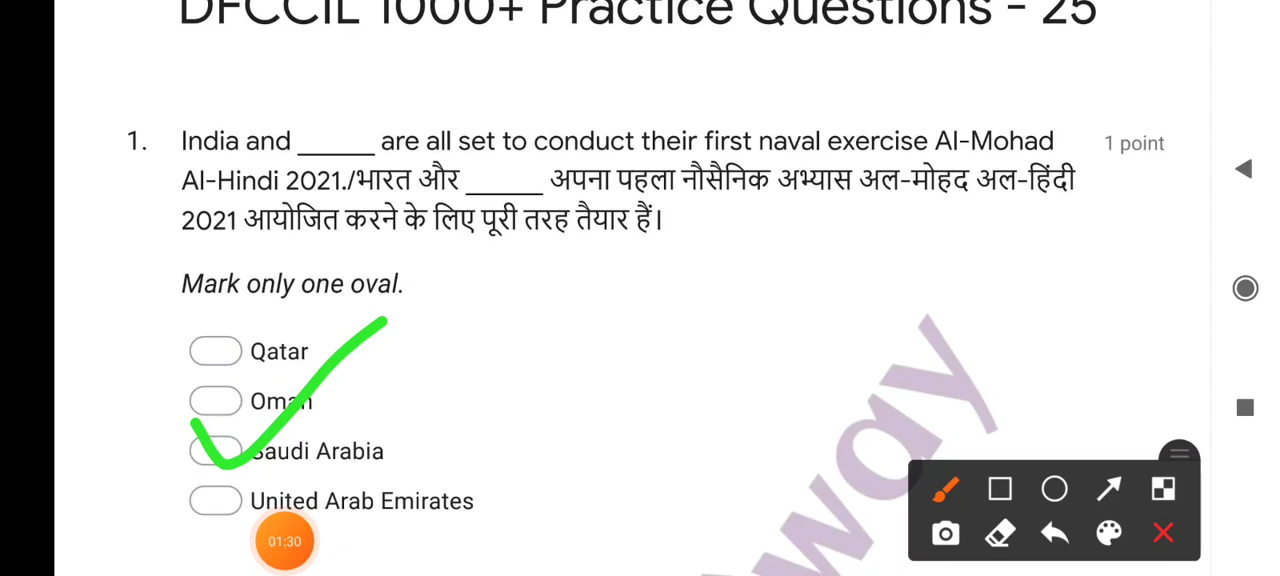 DFCCIL 1000+ Practice Questions - 25
1. India and ______ are all set to conduct their first naval exercise Al-Mohad 1 point
Al-Hindi 2021./भारत और ______ अपना पहला नौसैनिक अभ्यास अल-मोहद अल-हिंदी
2021 आयोजित करने के लिए पूरी तरह तैयार हैं।
Mark only one oval.
Qatar
Oman
Saudi Arabia
United Arab Emirates
01:30
way